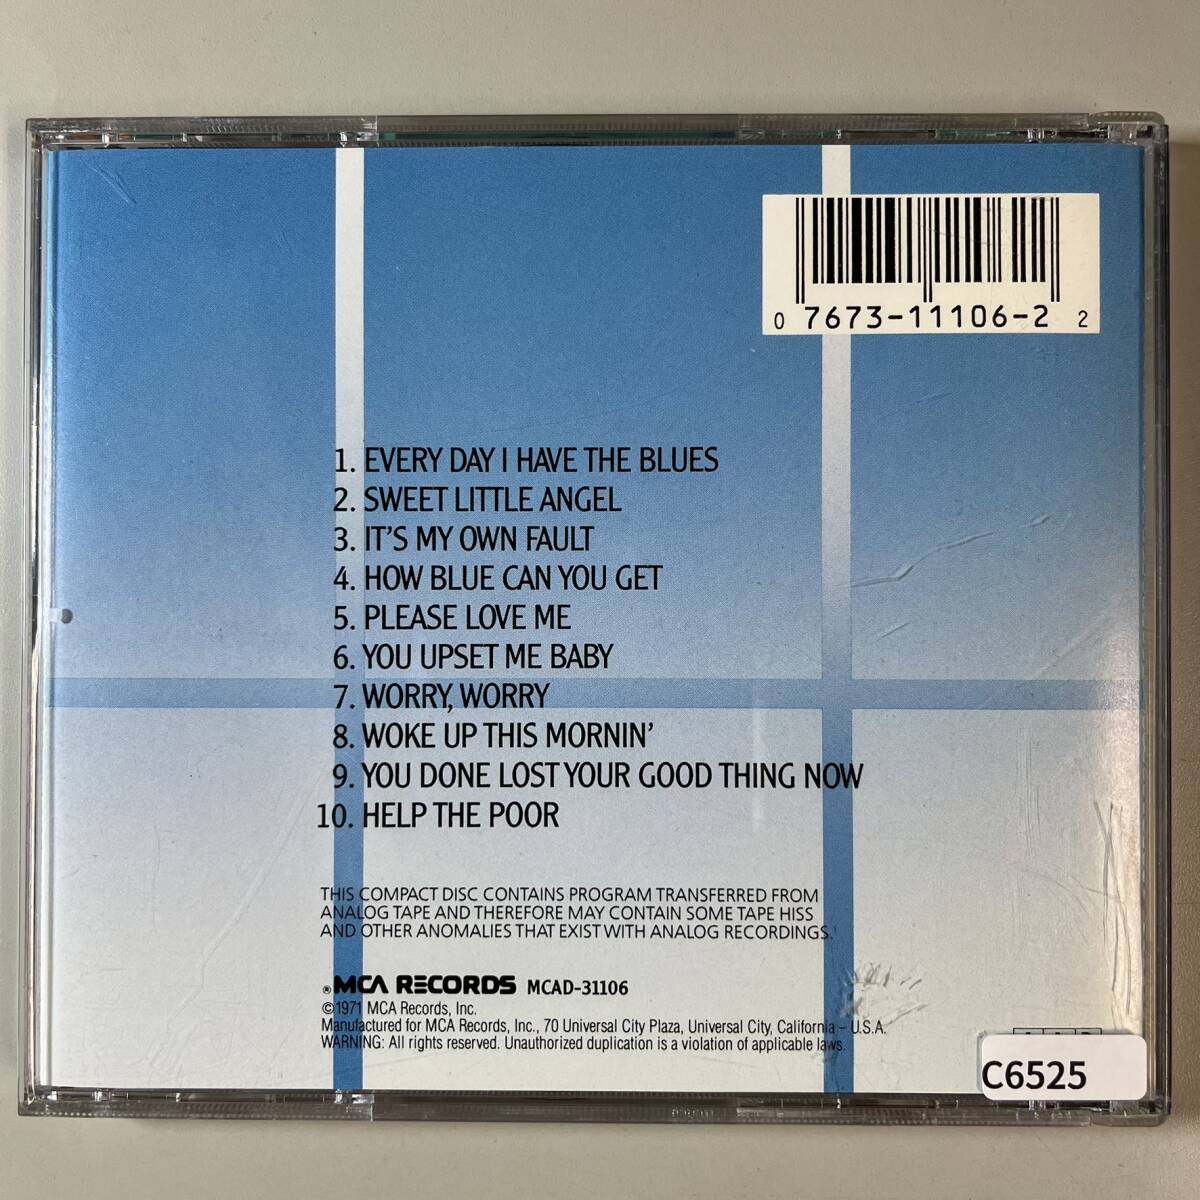 0 7673-11106-2 2
1. EVERY DAY I HAVE THE BLUES
2. SWEET LITTLE ANGEL
3. IT'S MY OWN FAULT
4. HOW BLUE CAN YOU GET
5. PLEASE LOVE ME
6. YOU UPSET ME BABY
7. WORRY, WORRY
8. WOKE UP THIS MORNIN'
9. YOU DONE LOST YOUR GOOD THING NOW
10. HELP THE POOR
THIS COMPACT DISC CONTAINS PROGRAM TRANSFERRED FROM
ANALOG TAPE AND THEREFORE MAY CONTAIN SOME TAPE HISS
AND OTHER ANOMALIES THAT EXIST WITH ANALOG RECORDINGS.
® MCA RECORDS MCAD-31106
©1971 MCA Records, Inc.
Manufactured for MCA Records, Inc., 70 Universal City Plaza, Universal City, California – U.S.A.
WARNING: All rights reserved. Unauthorized duplication is a violation of applicable laws.
C6525